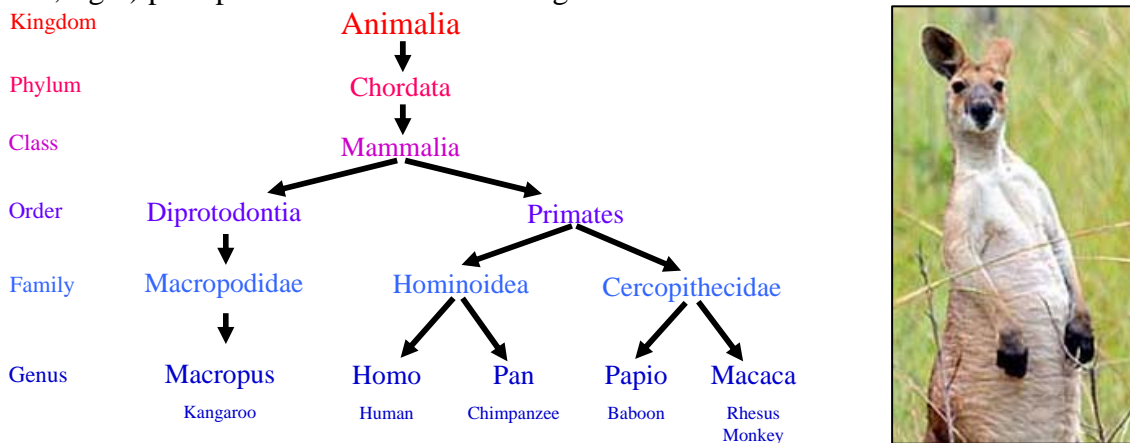 Kingdom Animalia
Phylum Chordata
Class Mammalia
Order Diprotodontia Primates
Family Macropodidae Hominoidea Cercopithecidae
Genus Macropus Homo Pan Papio Macaca
Kangaroo Human Chimpanzee Baboon Rhesus
Monkey